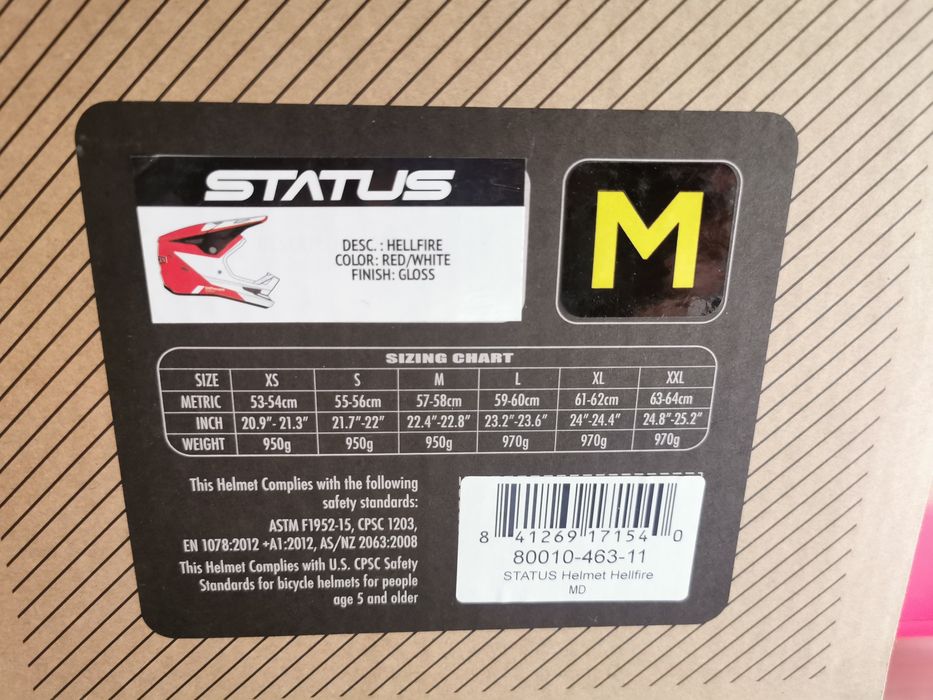 STATUS
DESC. : HELLFIRE
COLOR: RED/WHITE
FINISH: GLOSS
M
SIZING CHART
SIZE XS S M L XL XXL
METRIC 53-54cm 55-56cm 57-58cm 59-60cm 61-62cm 63-64cm
INCH 20.9”- 21.3” 21.7”-22” 22.4”-22.8” 23.2”-23.6” 24”-24.4” 24.8”-25.2”
WEIGHT 950g 950g 950g 970g 970g 970g
This Helmet Complies with the following
safety standards:
ASTM F1952-15, CPSC 1203,
EN 1078:2012 +A1:2012, AS/NZ 2063:2008
This Helmet Complies with U.S. CPSC Safety
Standards for bicycle helmets for people
age 5 and older
8 41269 17154 0
80010-463-11
STATUS Helmet Hellfire
MD